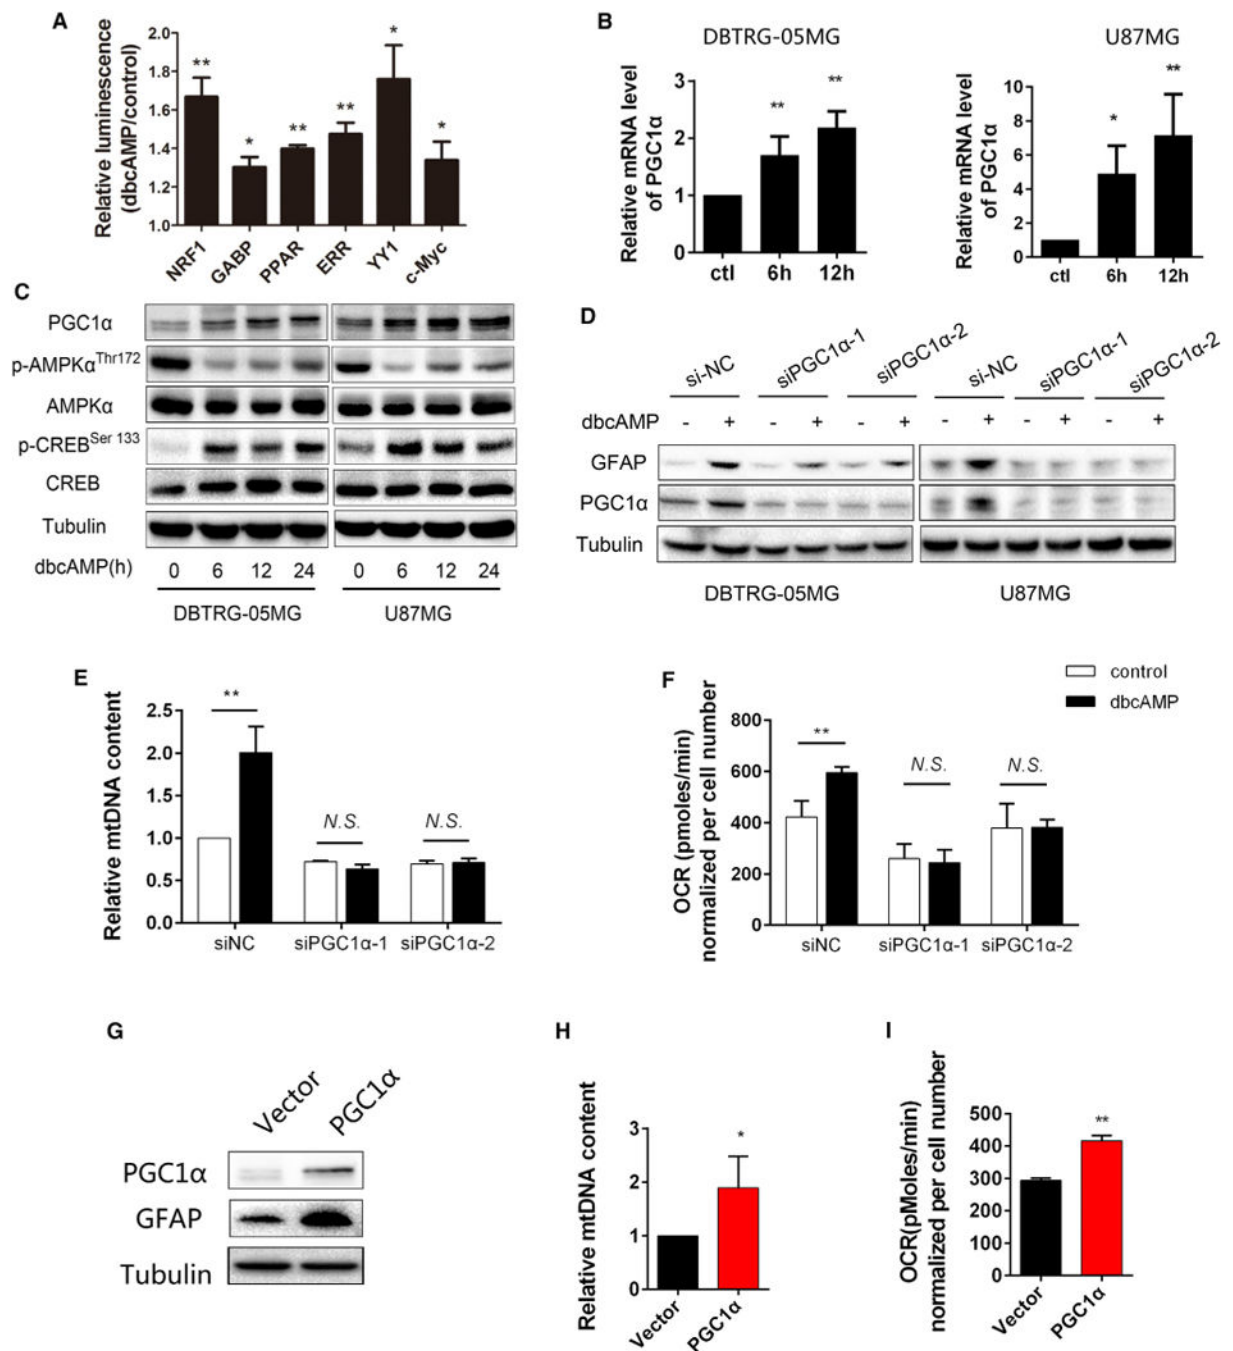 A
Relative luminescence
(dbcAMP/control)
2.0
1.8
1.6
1.4
1.2
1.0
**
*
**
**
*
*
NRF1
GABP
PPAR
ERR
YY1
c-Myc
B
DBTRG-05MG
Relative mRNA level
of PGC1α
3
2
1
0
**
**
ctl
6h
12h
U87MG
Relative mRNA level
of PGC1α
10
8
6
4
2
0
*
**
ctl
6h
12h
C
PGC1α
p-AMPKαThr172
AMPKα
p-CREBSer 133
CREB
Tubulin
dbcAMP(h) 0 6 12 24 0 6 12 24
DBTRG-05MG U87MG
D
si-NC siPGC1α-1 siPGC1α-2 si-NC siPGC1α-1 siPGC1α-2
dbcAMP - + - + - + - + - + - +
GFAP
PGC1α
Tubulin
DBTRG-05MG U87MG
E
Relative mtDNA content
2.5
2.0
1.5
1.0
0.5
0.0
**
N.S.
N.S.
siNC siPGC1α-1 siPGC1α-2
F
control
dbcAMP
OCR (pmoles/min)
normalized per cell number
800
600
400
200
0
**
N.S.
N.S.
siNC siPGC1α-1 siPGC1α-2
G
Vector PGC1α
PGC1α
GFAP
Tubulin
H
Relative mtDNA content
3
2
1
0
*
Vector
PGC1α
I
OCR(pMoles/min)
normalized per cell number
500
400
300
200
100
0
**
Vector
PGC1α